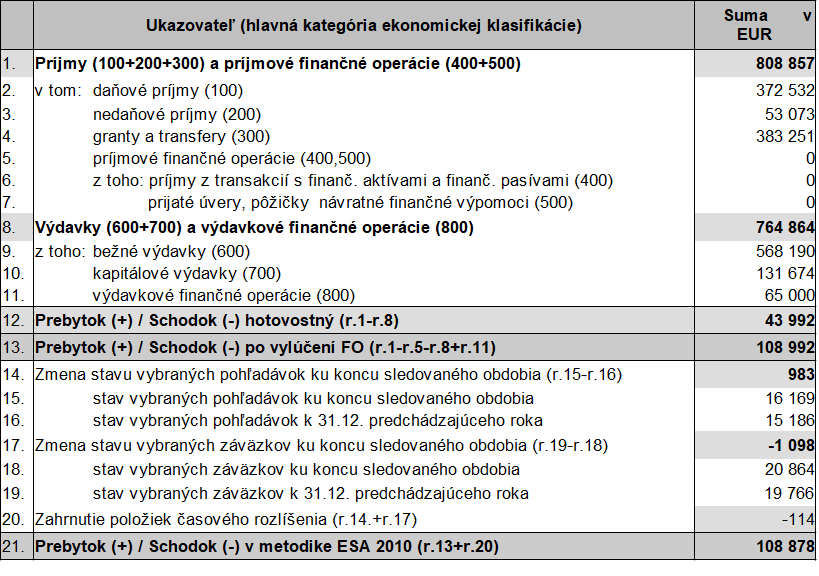 Ukazovateľ (hlavná kategória ekonomickej klasifikácie) Suma v EUR
1. Príjmy (100+200+300) a príjmové finančné operácie (400+500) 808 857
2. v tom: daňové príjmy (100) 372 532
3. nedaňové príjmy (200) 53 073
4. granty a transfery (300) 383 251
5. príjmové finančné operácie (400,500) 0
6. z toho: príjmy z transakcií s finanč. aktívami a finanč. pasívami (400) 0
7. prijaté úvery, pôžičky návratné finančné výpomoci (500) 0
8. Výdavky (600+700) a výdavkové finančné operácie (800) 764 864
9. z toho: bežné výdavky (600) 568 190
10. kapitálové výdavky (700) 131 674
11. výdavkové finančné operácie (800) 65 000
12. Prebytok (+) / Schodok (-) hotovostný (r.1-r.8) 43 992
13. Prebytok (+) / Schodok (-) po vylúčení FO (r.1-r.5-r.8+r.11) 108 992
14. Zmena stavu vybraných pohľadávok ku koncu sledovaného obdobia (r.15-r.16) 983
15. stav vybraných pohľadávok ku koncu sledovaného obdobia 16 169
16. stav vybraných pohľadávok k 31.12. predchádzajúceho roka 15 186
17. Zmena stavu vybraných záväzkov ku koncu sledovaného obdobia (r.19-r.18) -1 098
18. stav vybraných záväzkov ku koncu sledovaného obdobia 20 864
19. stav vybraných záväzkov k 31.12. predchádzajúceho roka 19 766
20. Zahrnutie položiek časového rozlíšenia (r.14.+r.17) -114
21. Prebytok (+) / Schodok (-) v metodike ESA 2010 (r.13+r.20) 108 878